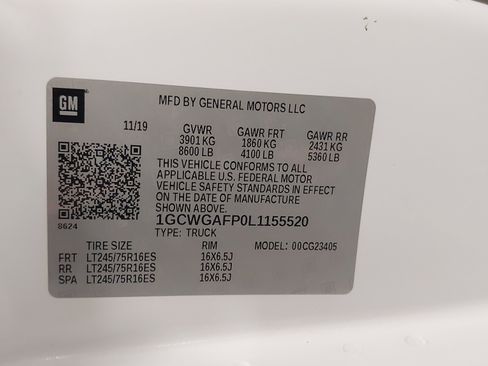 GM
MFD BY GENERAL MOTORS LLC
11/19 GVWR GAWR FRT GAWR RR
3901 KG 1860 KG 2431 KG
8600 LB 4100 LB 5360 LB
THIS VEHICLE CONFORMS TO ALL
APPLICABLE U.S. FEDERAL MOTOR
VEHICLE SAFETY STANDARDS IN EFFECT
ON THE DATE OF MANUFACTURE
SHOWN ABOVE.
1GCWGAFP0L1155520
8624 TYPE: TRUCK
TIRE SIZE RIM MODEL: 00CG23405
FRT LT245/75R16ES 16X6.5J
RR LT245/75R16ES 16X6.5J
SPA LT245/75R16ES 16X6.5J